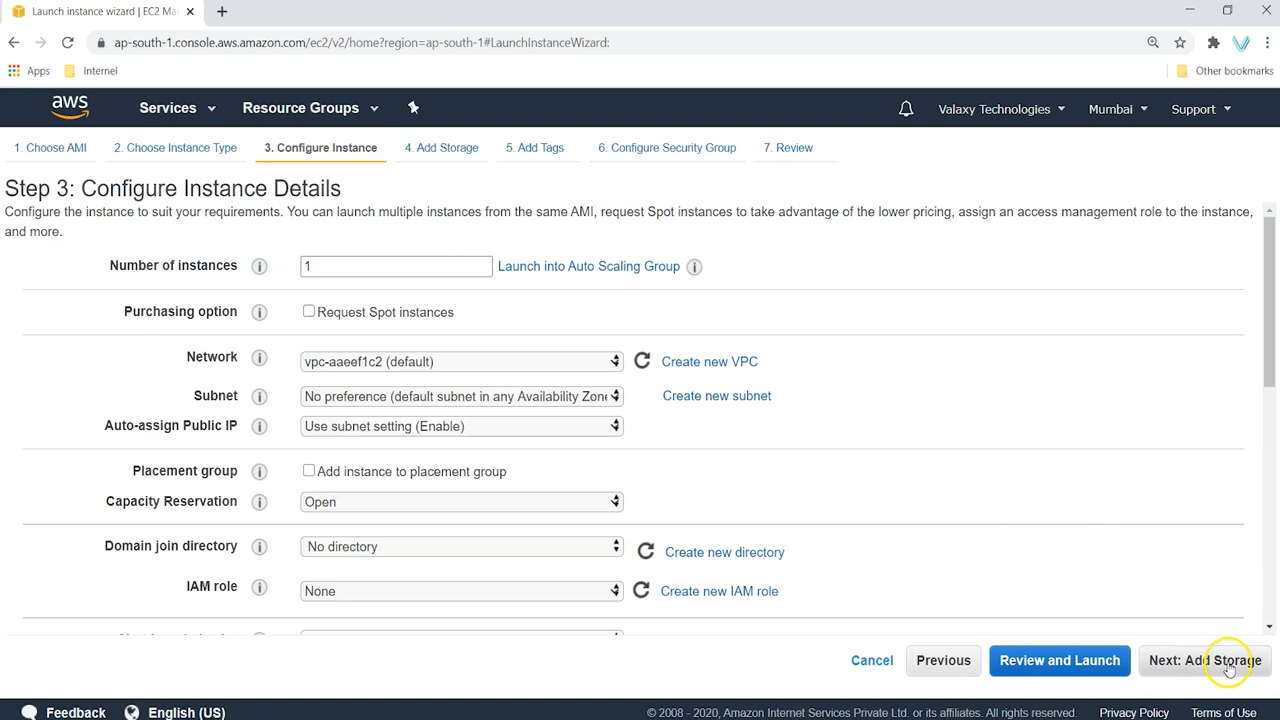 Launch instance wizard | EC2 Ma
ap-south-1.console.aws.amazon.com/ec2/v2/home?region=ap-south-1#LaunchInstanceWizard:
Apps Internet Other bookmarks
aws Services Resource Groups Valaxy Technologies Mumbai Support
1. Choose AMI 2. Choose Instance Type 3. Configure Instance 4. Add Storage 5. Add Tags 6. Configure Security Group 7. Review
Step 3: Configure Instance Details
Configure the instance to suit your requirements. You can launch multiple instances from the same AMI, request Spot instances to take advantage of the lower pricing, assign an access management role to the instance,
and more.
Number of instances 1 Launch into Auto Scaling Group
Purchasing option Request Spot instances
Network vpc-aaeef1c2 (default) Create new VPC
Subnet No preference (default subnet in any Availability Zone Create new subnet
Auto-assign Public IP Use subnet setting (Enable)
Placement group Add instance to placement group
Capacity Reservation Open
Domain join directory No directory Create new directory
IAM role None Create new IAM role
Cancel Previous Review and Launch Next: Add Storage
Feedback English (US) © 2008 - 2020, Amazon Internet Services Private Ltd. or its affiliates. All rights reserved. Privacy Policy Terms of Use